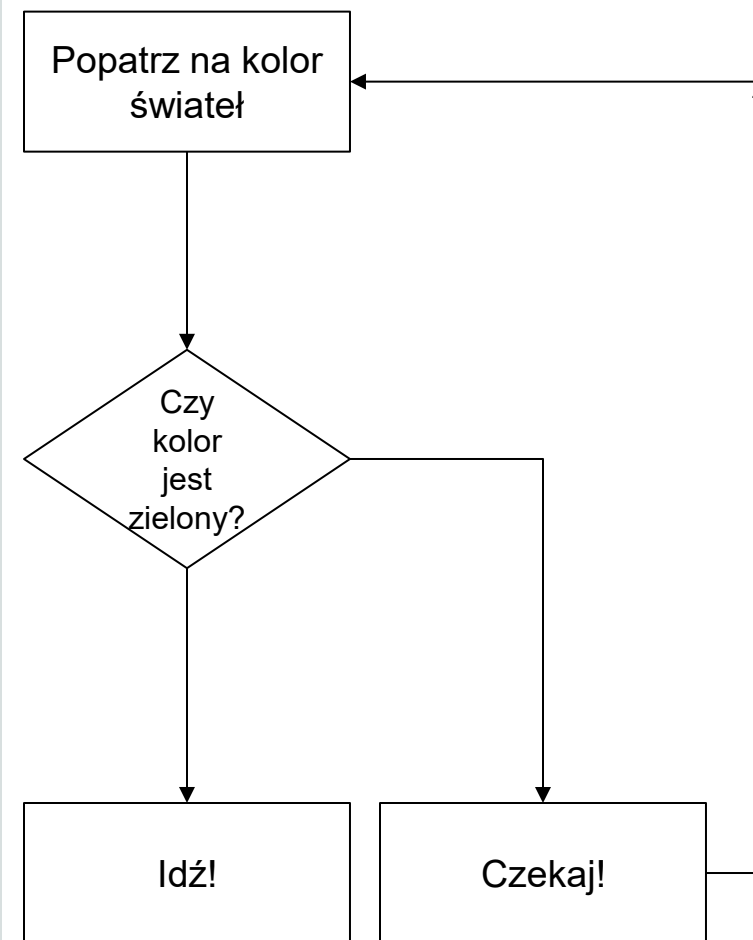 Popatrz na kolor
świateł
Czy
kolor
jest
zielony?
Idź!
Czekaj!